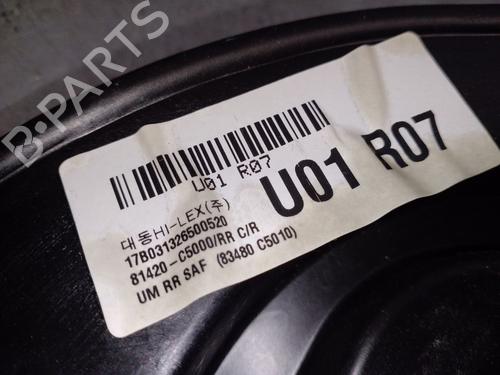 B-PARTS
U01 R07
U01 R07
대동HI-LEX(주)
17B031326500520
81420-C5000/RR C/R
UM RR SAF (83480 C5010)